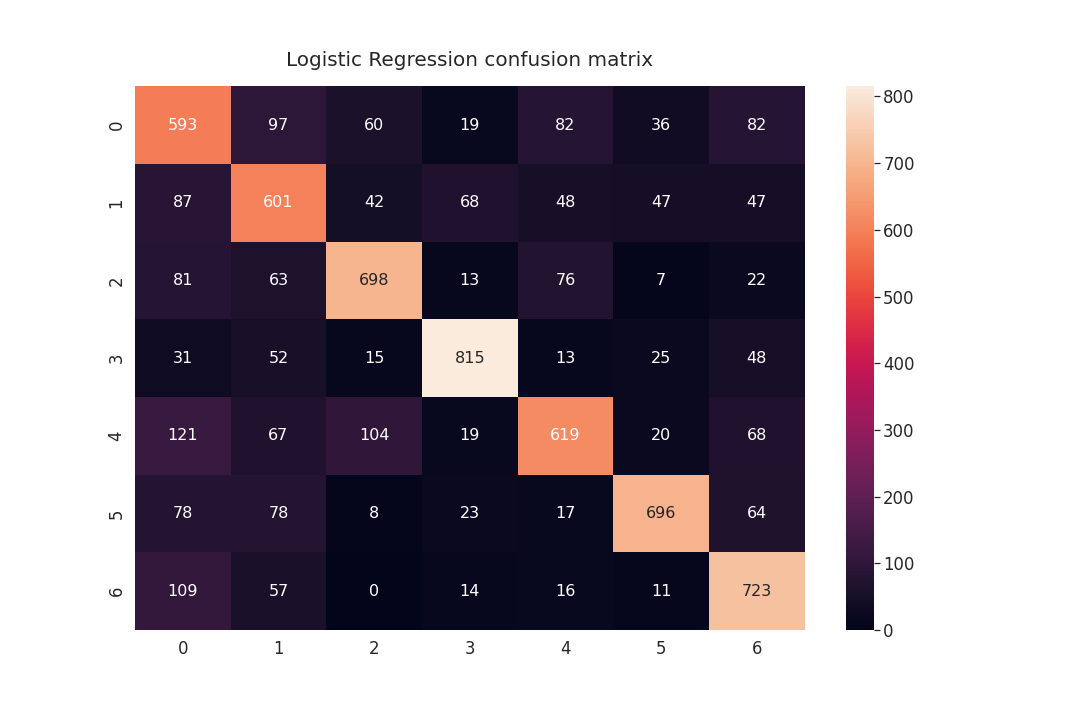 Logistic Regression confusion matrix
0 593 97 60 19 82 36 82
1 87 601 42 68 48 47 47
2 81 63 698 13 76 7 22
3 31 52 15 815 13 25 48
4 121 67 104 19 619 20 68
5 78 78 8 23 17 696 64
6 109 57 0 14 16 11 723
0 1 2 3 4 5 6
800
700
600
500
400
300
200
100
0